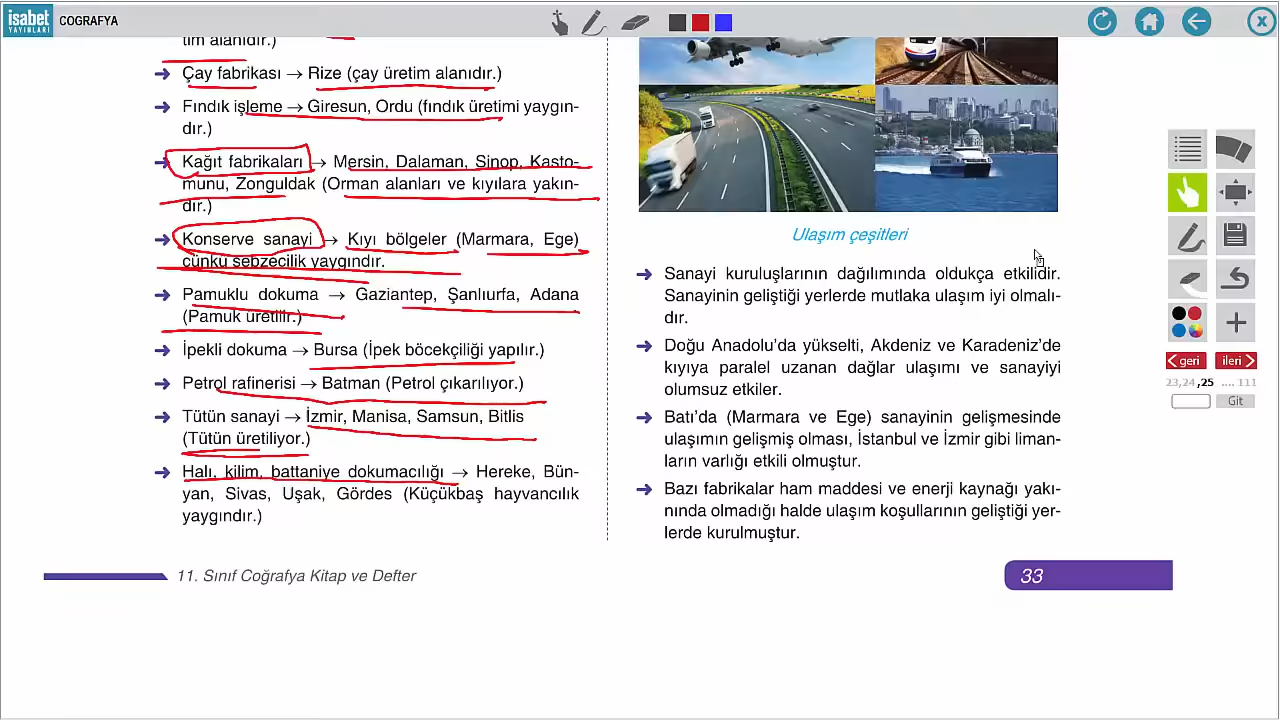 isabet
YAYINLARI
COGRAFYA
tim alanıdır.)
Çay fabrikası → Rize (çay üretim alanıdır.)
Fındık işleme → Giresun, Ordu (fındık üretimi yaygın-
dır.)
Kağıt fabrikaları → Mersin, Dalaman, Sinop, Kasto-
munu, Zonguldak (Orman alanları ve kıyılara yakın-
dır.)
Konserve sanayi → Kıyı bölgeler (Marmara, Ege)
çünkü sebzecilik yaygındır.
Pamuklu dokuma → Gaziantep, Şanlıurfa, Adana
(Pamuk üretilir.)
İpekli dokuma → Bursa (İpek böcekçiliği yapılır.)
Petrol rafinerisi → Batman (Petrol çıkarılıyor.)
Tütün sanayi → İzmir, Manisa, Samsun, Bitlis
(Tütün üretiliyor.)
Halı, kilim, battaniye dokumacılığı → Hereke, Bün-
yan, Sivas, Uşak, Gördes (Küçükbaş hayvancılık
yaygındır.)
Ulaşım çeşitleri
Sanayi kuruluşlarının dağılımında oldukça etkilidir.
Sanayinin geliştiği yerlerde mutlaka ulaşım iyi olmalı-
dır.
Doğu Anadolu'da yükselti, Akdeniz ve Karadeniz'de
kıyıya paralel uzanan dağlar ulaşımı ve sanayiyi
olumsuz etkiler.
Batı'da (Marmara ve Ege) sanayinin gelişmesinde
ulaşımın gelişmiş olması, İstanbul ve İzmir gibi liman-
ların varlığı etkili olmuştur.
Bazı fabrikalar ham maddesi ve enerji kaynağı yakı-
nında olmadığı halde ulaşım koşullarının geliştiği yer-
lerde kurulmuştur.
11. Sınıf Coğrafya Kitap ve Defter
33
geri
ileri
23,24,25 .... 111
Git